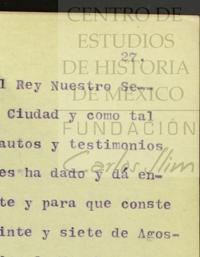 CENTRO DE
ESTUDIOS
27.
DE HISTORIA
l Rey Nuestro Se--
DE MÉXICO
Ciudad y como tal
FUNDACIÓN
autos y testimonios
Carlos Slim
es ha dado y dá en-
te y para que conste
inte y siete de Agos-